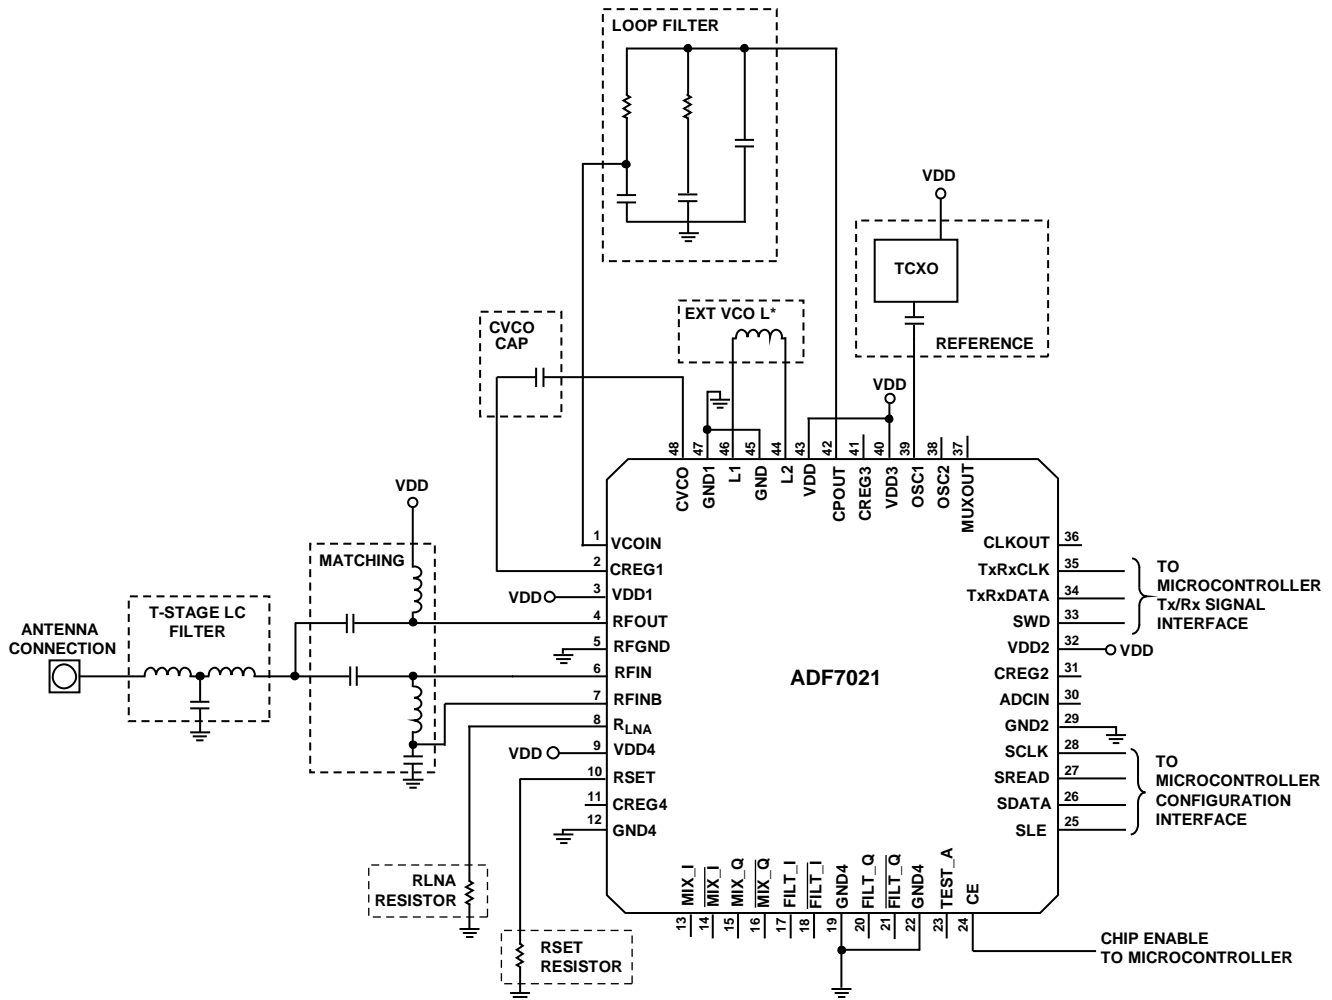 LOOP FILTER
VDD
TCXO
REFERENCE
EXT VCO L*
CVCO
CAP
VDD
48 47 46 45 44 43 42 41 40 39 38 37
CVCO GND1 L1 GND L2 VDD CPOUT CREG3 VDD3 OSC1 OSC2 MUXOUT
VDD
MATCHING
T-STAGE LC
FILTER
ANTENNA
CONNECTION
1 VCOIN
2 CREG1
VDD 3 VDD1
4 RFOUT
5 RFGND
6 RFIN
7 RFINB
8 RLNA
VDD 9 VDD4
10 RSET
11 CREG4
12 GND4
ADF7021
CLKOUT 36
TxRxCLK 35
TxRxDATA 34
SWD 33
VDD2 32 VDD
CREG2 31
ADCIN 30
GND2 29
SCLK 28
SREAD 27
SDATA 26
SLE 25
TO
MICROCONTROLLER
Tx/Rx SIGNAL
INTERFACE
TO
MICROCONTROLLER
CONFIGURATION
INTERFACE
MIX_I MIX_I MIX_Q MIX_Q FILT_I FILT_I GND4 FILT_Q FILT_Q GND4 TEST_A CE
13 14 15 16 17 18 19 20 21 22 23 24
RLNA
RESISTOR
RSET
RESISTOR
CHIP ENABLE
TO MICROCONTROLLER